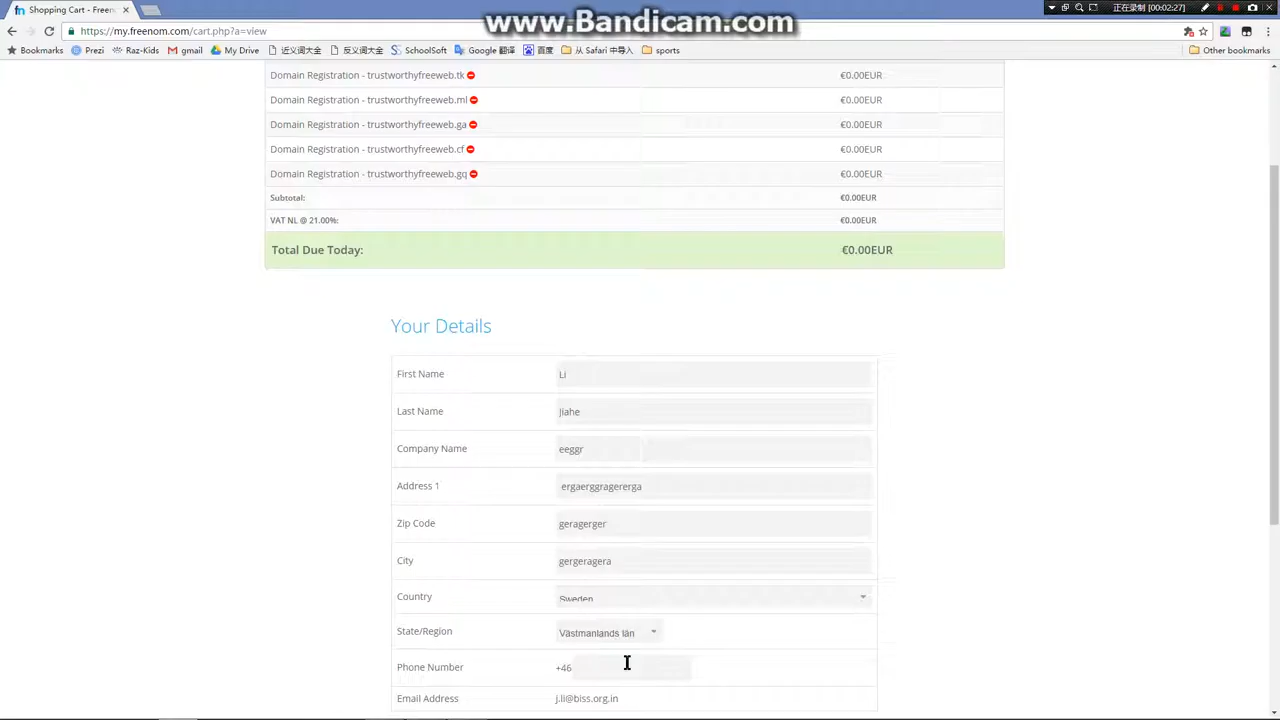 Shopping Cart - Freen
www.Bandicam.com
正在录制 [00:02:27]
https://my.freenom.com/cart.php?a=view
Bookmarks Prezi Raz-Kids gmail My Drive 近义词大全 反义词大全 SchoolSoft Google 翻译 百度 从 Safari 中导入 sports Other bookmarks
Domain Registration - trustworthyfreeweb.tk €0.00EUR
Domain Registration - trustworthyfreeweb.ml €0.00EUR
Domain Registration - trustworthyfreeweb.ga €0.00EUR
Domain Registration - trustworthyfreeweb.cf €0.00EUR
Domain Registration - trustworthyfreeweb.gq €0.00EUR
Subtotal: €0.00EUR
VAT NL @ 21.00%: €0.00EUR
Total Due Today: €0.00EUR
Your Details
First Name Li
Last Name Jiahe
Company Name eeggr
Address 1 ergaerggragererga
Zip Code geragerger
City gergeragera
Country Sweden
State/Region Västmanlands län
Phone Number +46
Email Address j.li@biss.org.in